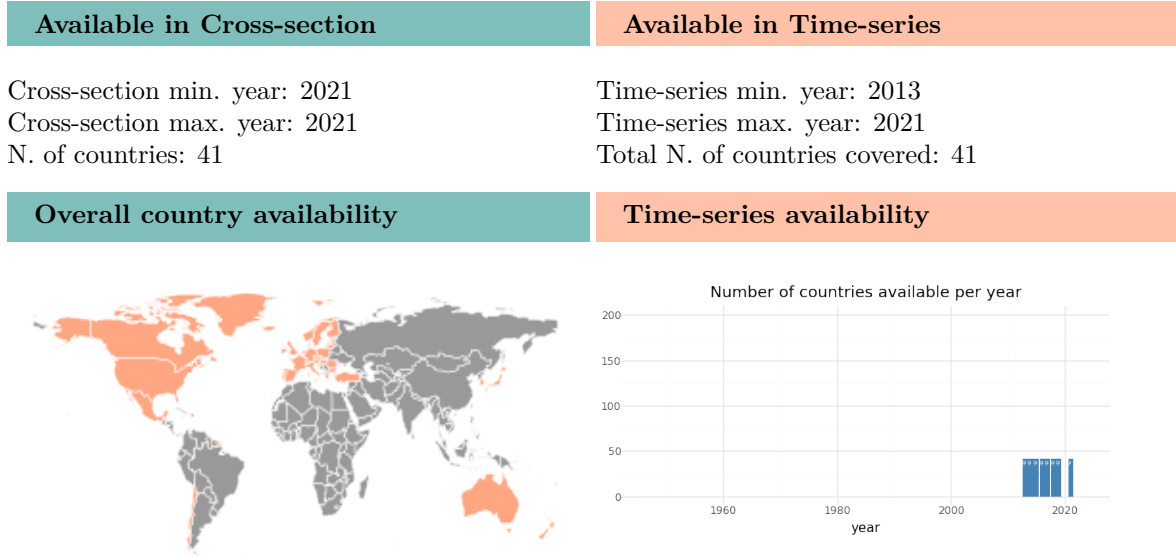 Available in Cross-section
Available in Time-series
Cross-section min. year: 2021
Cross-section max. year: 2021
N. of countries: 41
Time-series min. year: 2013
Time-series max. year: 2021
Total N. of countries covered: 41
Overall country availability
Time-series availability
Number of countries available per year
200
150
100
50
0
1960
1980
2000
2020
year